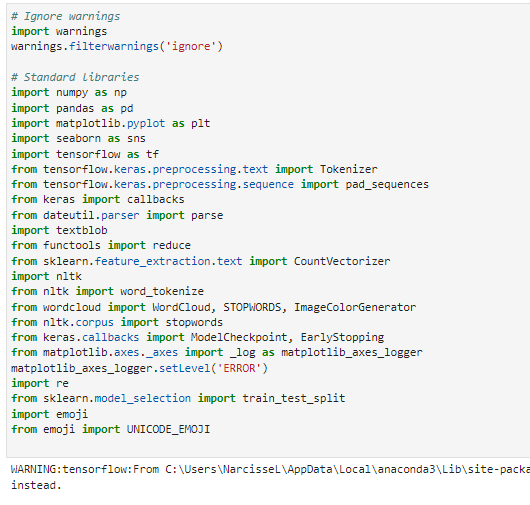 # Ignore warnings
import warnings
warnings.filterwarnings('ignore')
# Standard libraries
import numpy as np
import pandas as pd
import matplotlib.pyplot as plt
import seaborn as sns
import tensorflow as tf
from tensorflow.keras.preprocessing.text import Tokenizer
from tensorflow.keras.preprocessing.sequence import pad_sequences
from keras import callbacks
from dateutil.parser import parse
import textblob
from functools import reduce
from sklearn.feature_extraction.text import CountVectorizer
import nltk
from nltk import word_tokenize
from wordcloud import WordCloud, STOPWORDS, ImageColorGenerator
from nltk.corpus import stopwords
from keras.callbacks import ModelCheckpoint, EarlyStopping
from matplotlib.axes._axes import _log as matplotlib_axes_logger
matplotlib_axes_logger.setLevel('ERROR')
import re
from sklearn.model_selection import train_test_split
import emoji
from emoji import UNICODE_EMOJI
WARNING:tensorflow:From C:\Users\NarcisseL\AppData\Local\anaconda3\Lib\site-packa
instead.